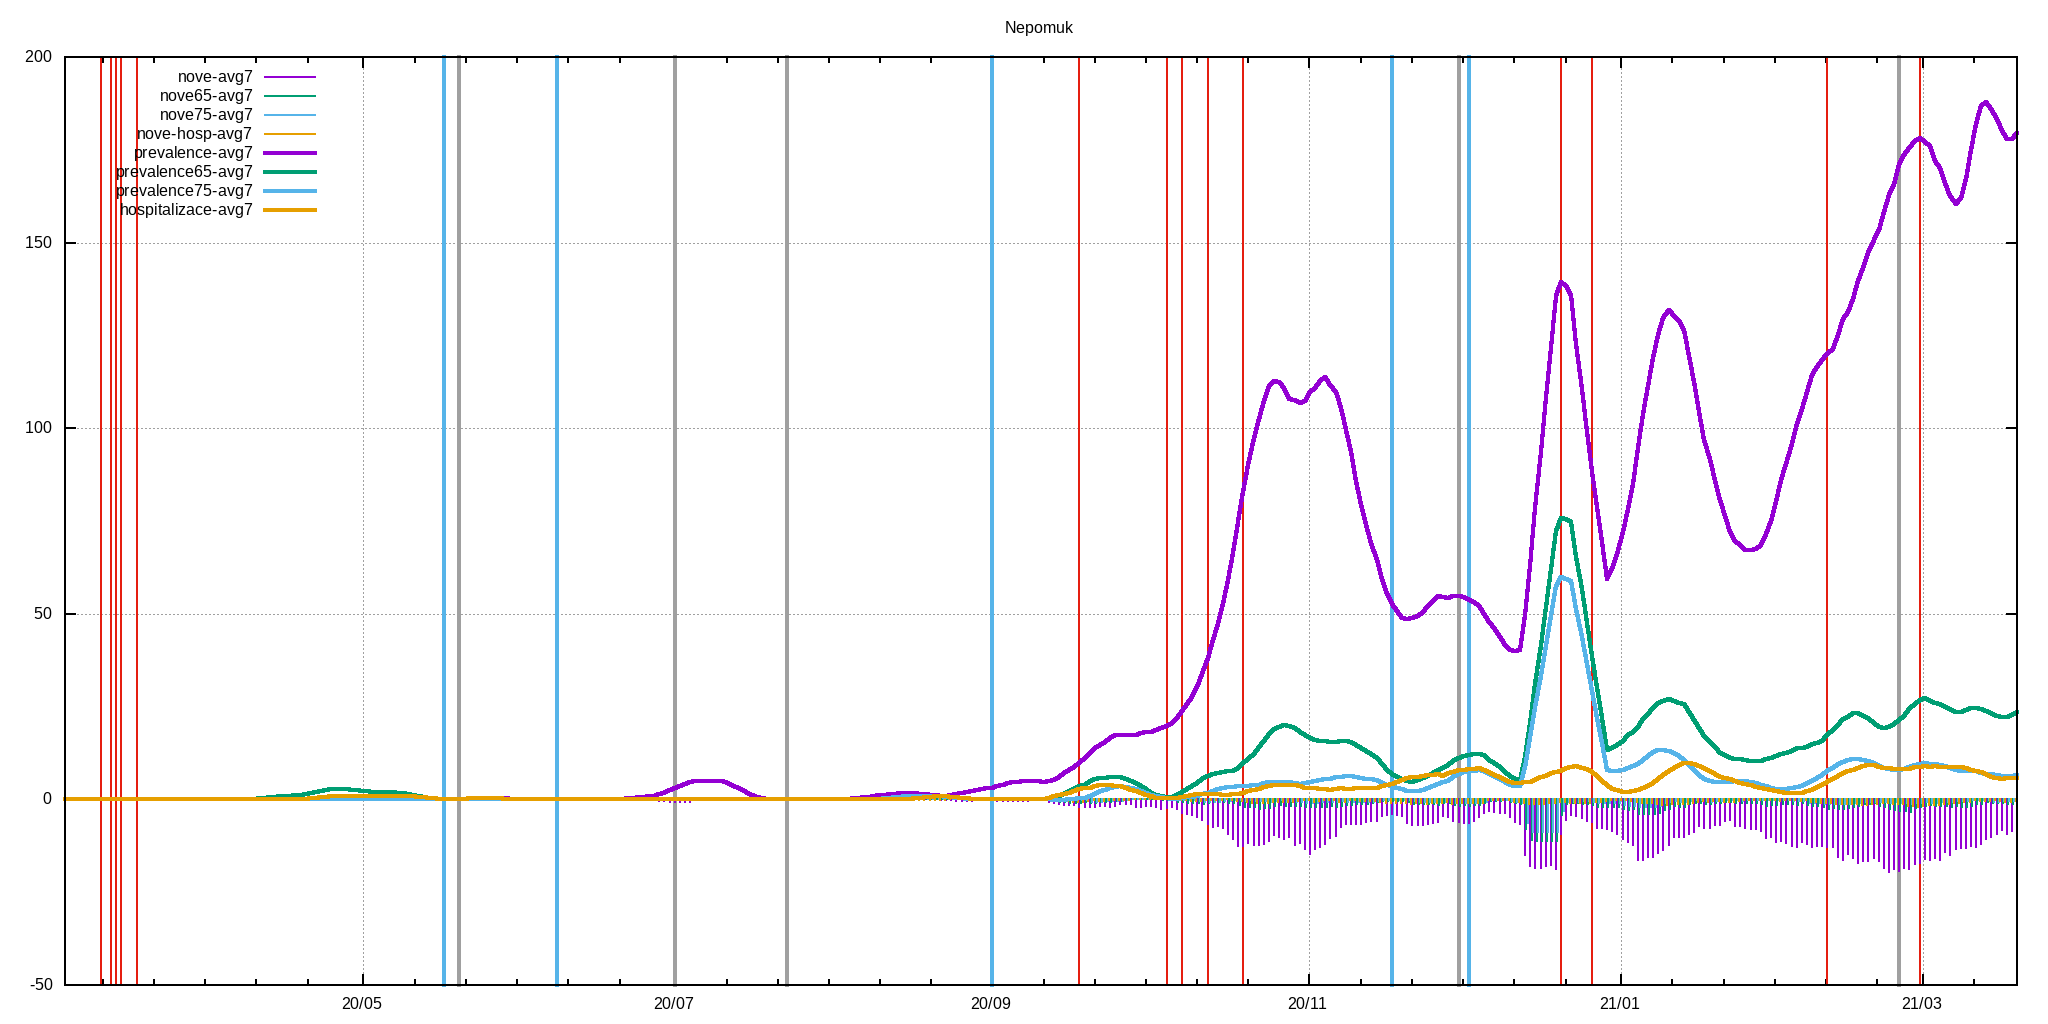 Nepomuk
200
150
100
50
0
-50
nove-avg7
nove65-avg7
nove75-avg7
nove-hosp-avg7
prevalence-avg7
prevalence65-avg7
prevalence75-avg7
hospitalizace-avg7
20/05 20/07 20/09 20/11 21/01 21/03